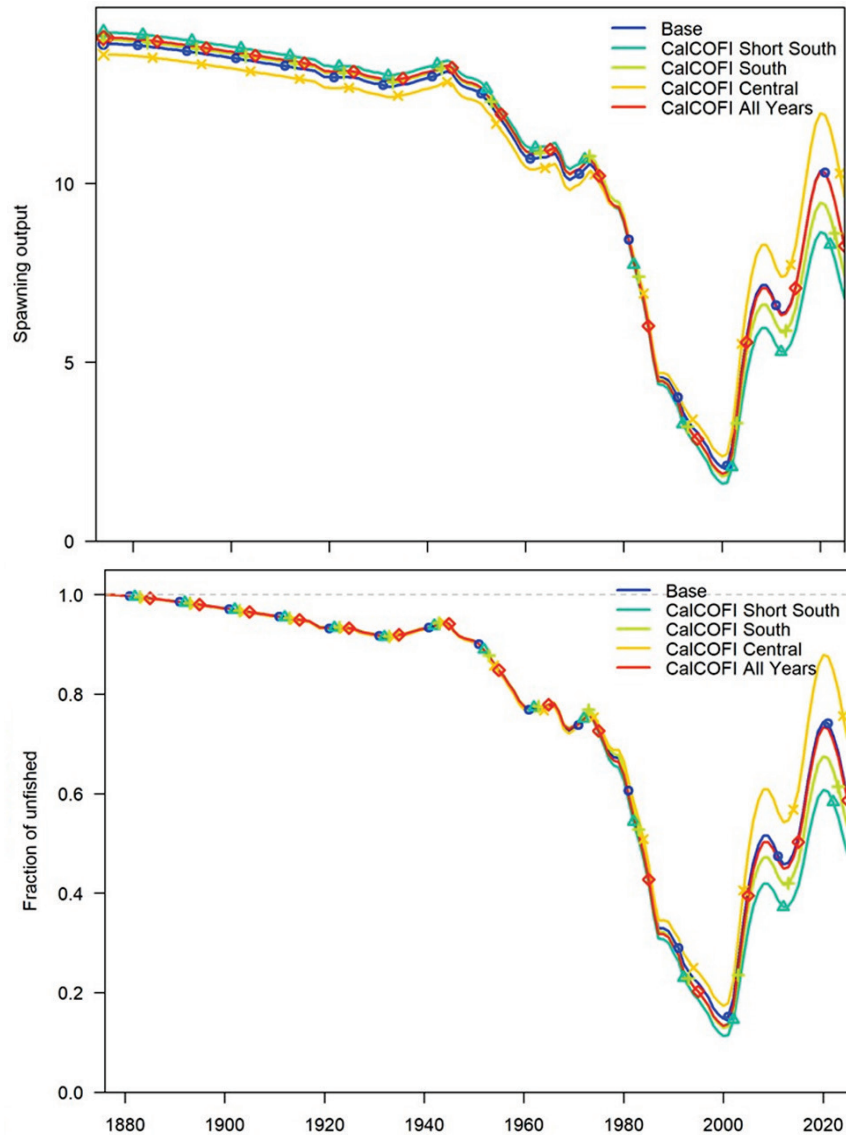 Base
CalCOFI Short South
CalCOFI South
CalCOFI Central
CalCOFI All Years
Spawning output
10
5
0
Base
CalCOFI Short South
CalCOFI South
CalCOFI Central
CalCOFI All Years
Fraction of unfished
1.0
0.8
0.6
0.4
0.2
0.0
1880 1900 1920 1940 1960 1980 2000 2020